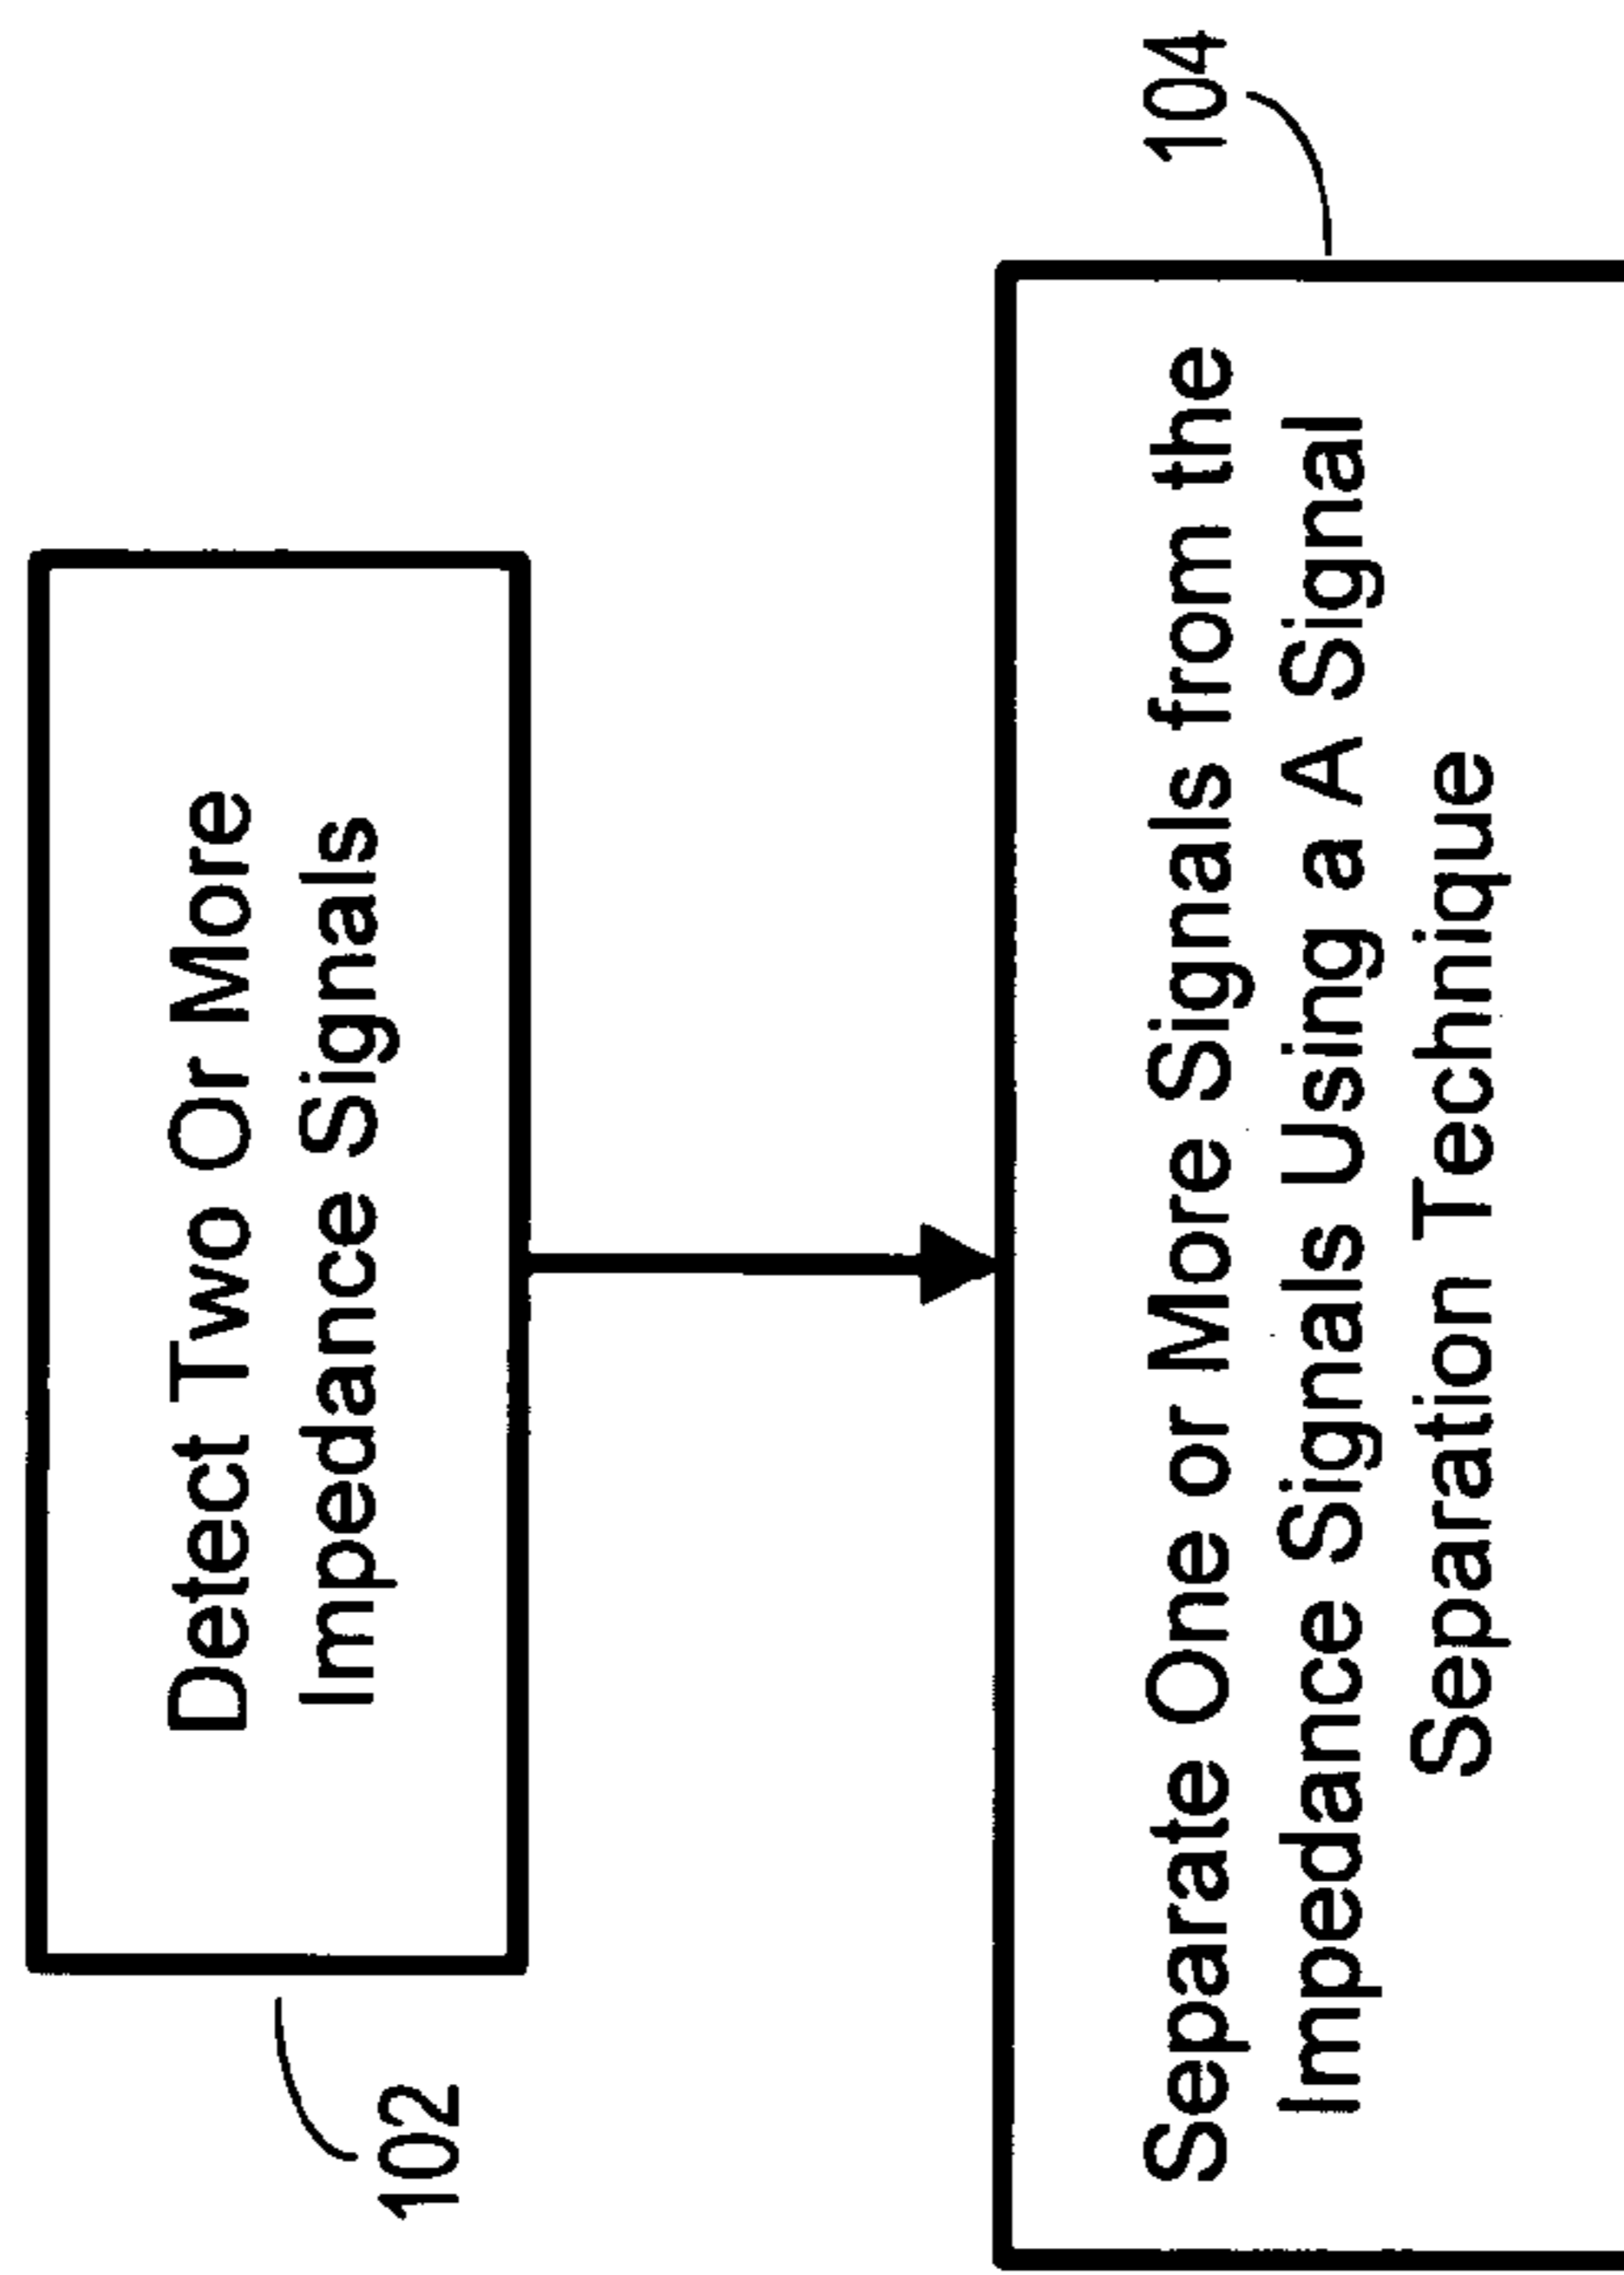 Detect Two Or More
Impedance Signals
102
104
Separate One or More Signals from the
Impedance Signals Using a A Signal
Separation Technique